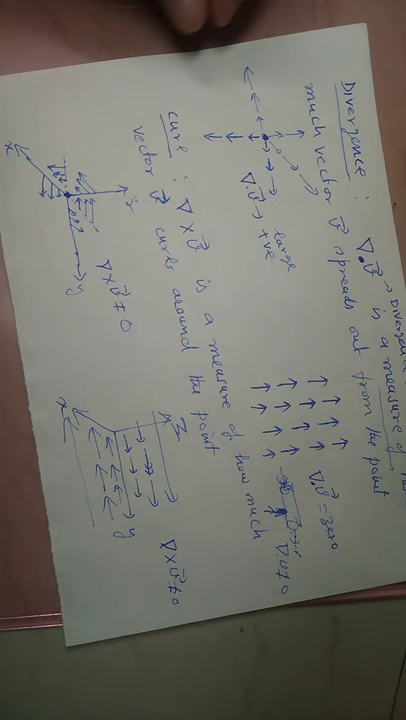 Divergence
Divergence : ∇.v⃗ is a measure of how
much vector v⃗ spreads out from the point
∇.v⃗ → large
+ve
∇.v⃗ = zero
∇.v ≠ 0
curl : ∇ × v⃗ is a measure of how much
vector v⃗ curls around the point
z
y
x
∇ × v⃗ ≠ 0
z
y
x
∇ × v⃗ ≠ 0